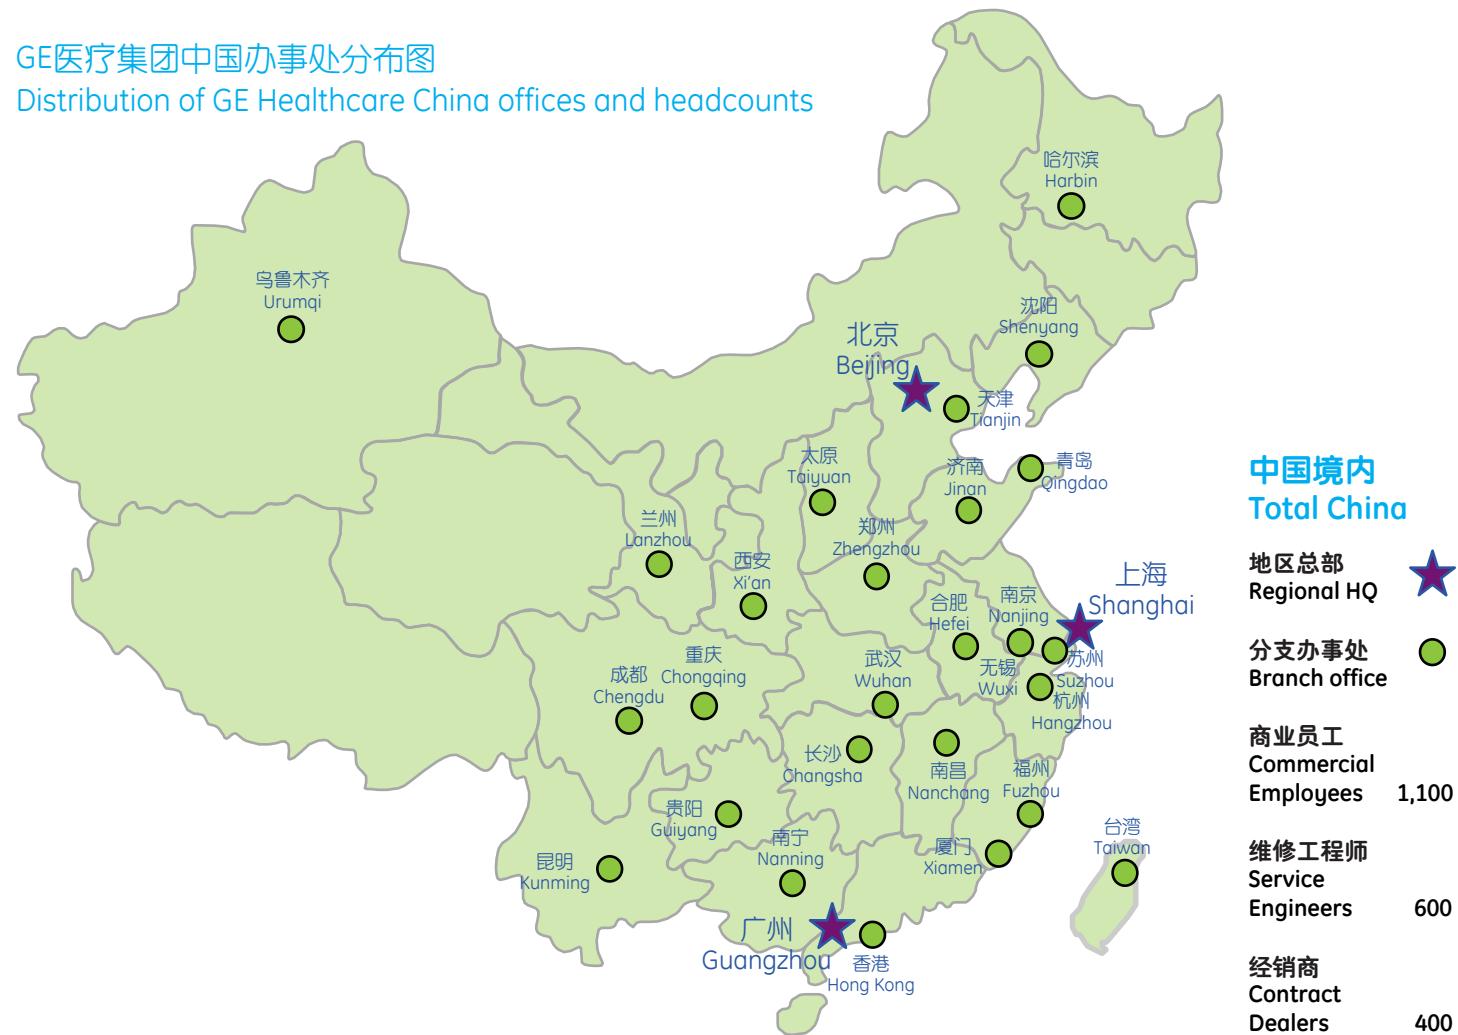 GE医疗集团中国办事处分布图
Distribution of GE Healthcare China offices and headcounts
哈尔滨
Harbin
乌鲁木齐
Urumqi
沈阳
Shenyang
北京
Beijing
天津
Tianjin
太原
Taiyuan
济南
Jinan
青岛
Qingdao
兰州
Lanzhou
郑州
Zhengzhou
西安
Xi'an
上海
Shanghai
合肥
Hefei
南京
Nanjing
苏州
Suzhou
无锡
Wuxi
杭州
Hangzhou
重庆
Chongqing
成都
Chengdu
武汉
Wuhan
长沙
Changsha
南昌
Nanchang
福州
Fuzhou
贵阳
Guiyang
南宁
Nanning
厦门
Xiamen
台湾
Taiwan
昆明
Kunming
广州
Guangzhou
香港
Hong Kong
中国境内
Total China
地区总部
Regional HQ
分支办事处
Branch office
商业员工
Commercial
Employees 1,100
维修工程师
Service
Engineers 600
经销商
Contract
Dealers 400